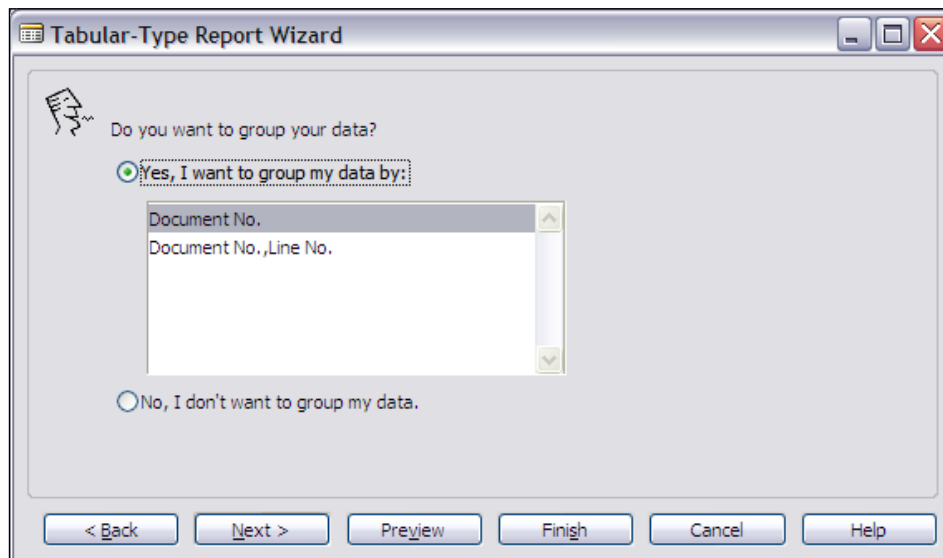 Tabular-Type Report Wizard
Do you want to group your data?
Yes, I want to group my data by:
Document No.
Document No.,Line No.
No, I don't want to group my data.
< Back Next > Preview Finish Cancel Help